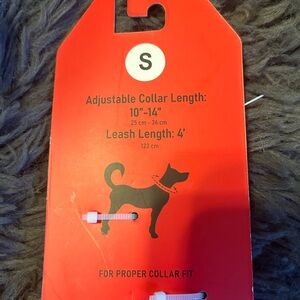 S
Adjustable Collar Length:
10"-14"
25 cm - 36 cm
Leash Length: 4'
122 cm
FOR PROPER COLLAR FIT